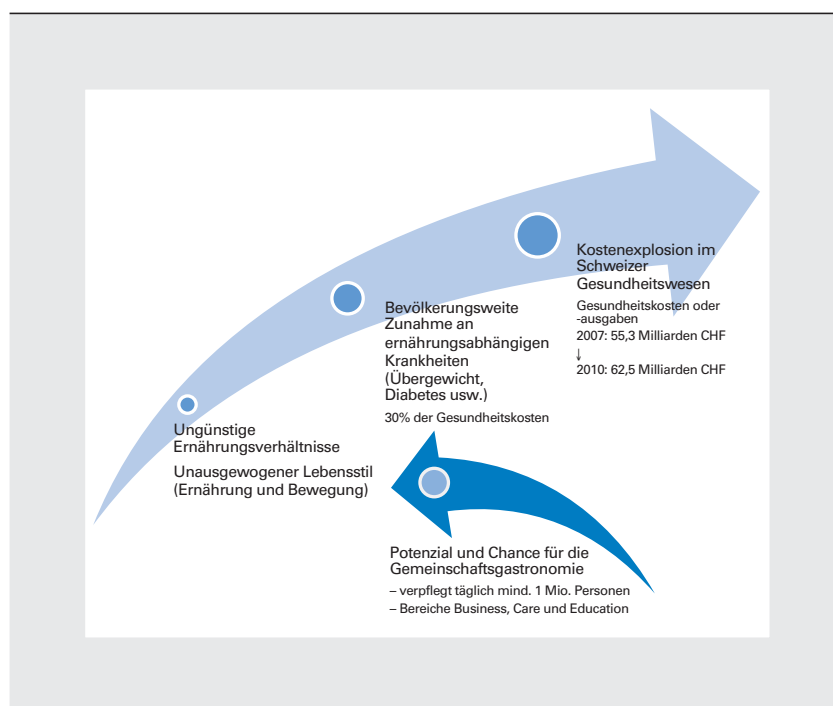 Ungünstige
Ernährungsverhältnisse
Unausgewogener Lebensstil
(Ernährung und Bewegung)
Bevölkerungsweite
Zunahme an
ernährungsabhängigen
Krankheiten
(Übergewicht,
Diabetes usw.)
30% der Gesundheitskosten
Kostenexplosion im
Schweizer
Gesundheitswesen
Gesundheitskosten oder
-ausgaben
2007: 55,3 Milliarden CHF
↓
2010: 62,5 Milliarden CHF
Potenzial und Chance für die
Gemeinschaftsgastronomie
– verpflegt täglich mind. 1 Mio. Personen
– Bereiche Business, Care und Education